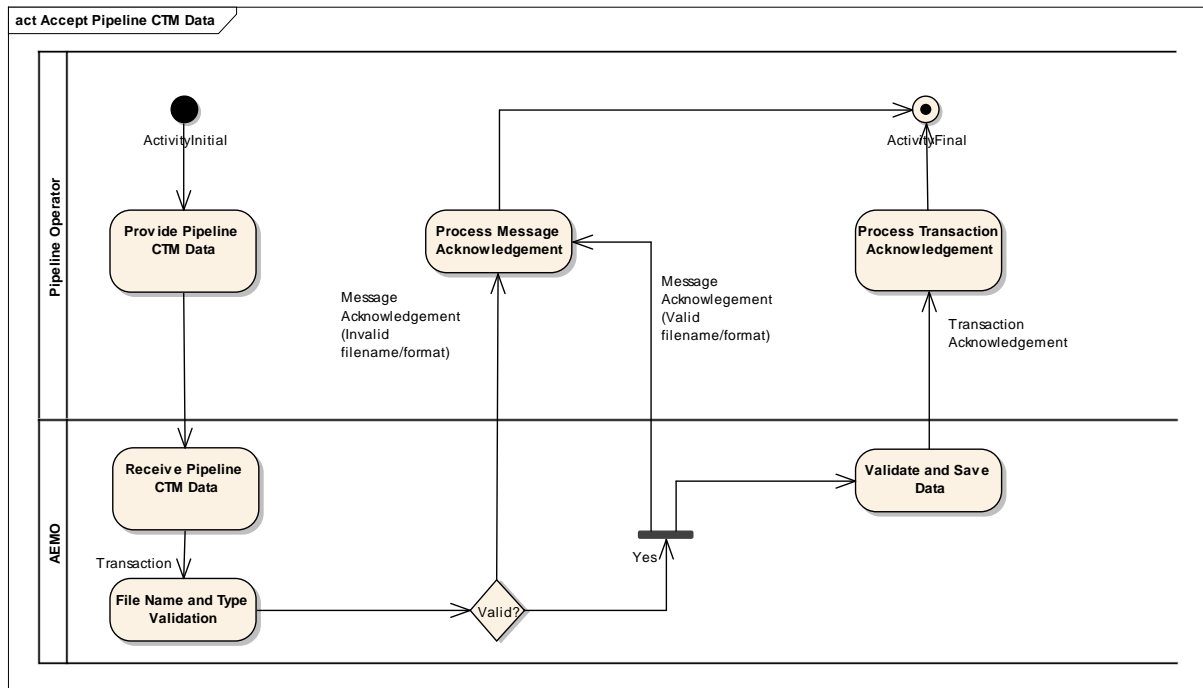 act Accept Pipeline CTM Data
Pipeline Operator
ActivityInitial
ActivityFinal
Provide Pipeline
CTM Data
Process Message
Acknowledgement
Process Transaction
Acknowledgement
Message
Acknowledgement
(Invalid
filename/format)
Message
Acknowlegement
(Valid
filename/format)
Transaction
Acknowledgement
AEMO
Receive Pipeline
CTM Data
Validate and Save
Data
Transaction
Yes
File Name and Type
Validation
Valid?